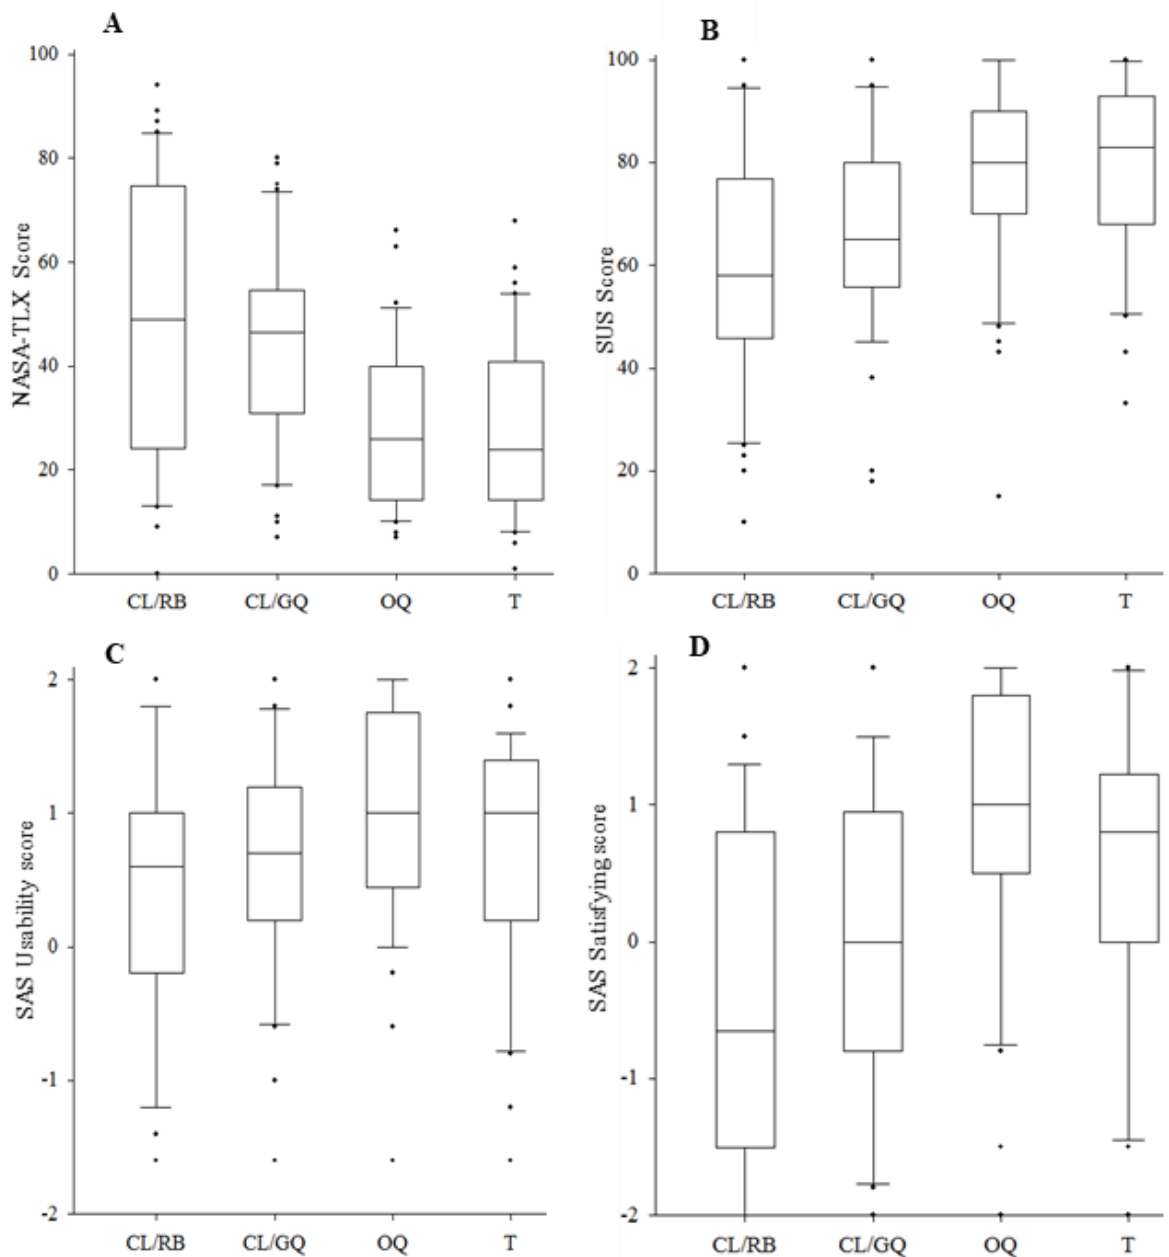 A
NASA-TLX Score
100
80
60
40
20
0
CL/RB CL/GQ OQ T
B
SUS Score
100
80
60
40
20
0
CL/RB CL/GQ OQ T
C
SAS Usability score
2
1
0
-1
-2
CL/RB CL/GQ OQ T
D
SAS Satisfying score
2
1
0
-1
-2
CL/RB CL/GQ OQ T